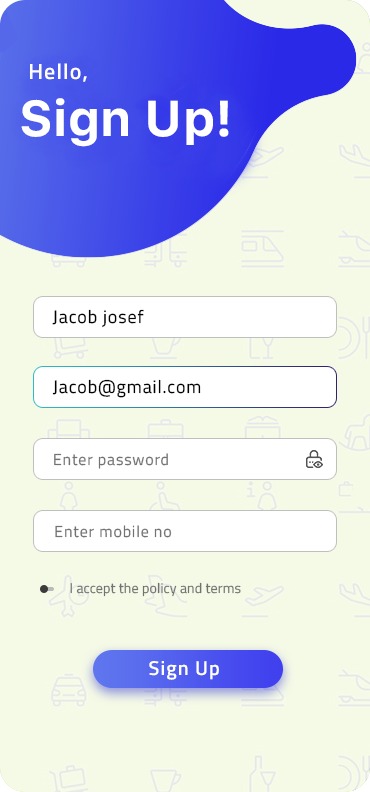 Hello,
Sign Up!
Jacob josef
Jacob@gmail.com
Enter password
Enter mobile no
I accept the policy and terms
Sign Up